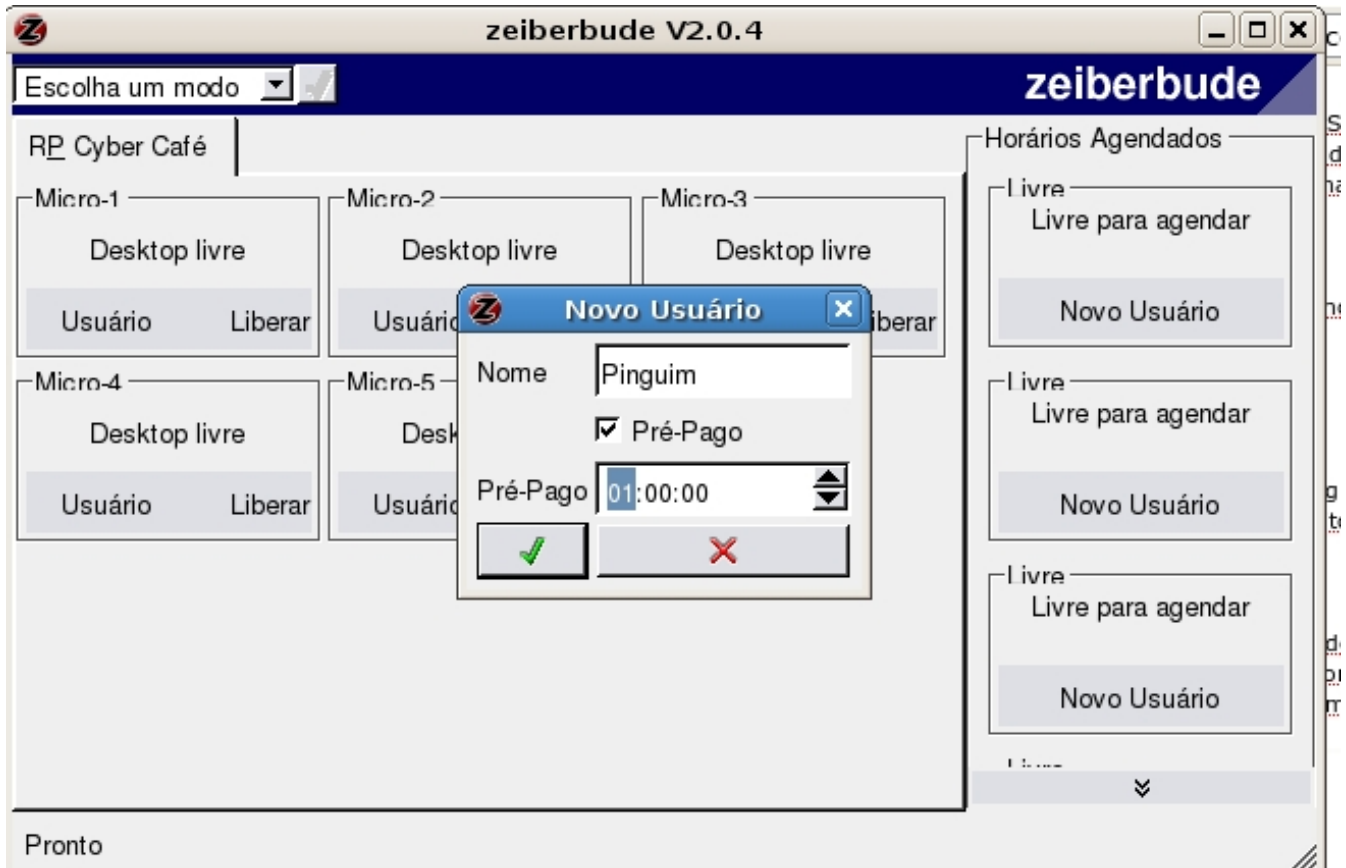 zeiberbude V2.0.4
Escolha um modo
zeiberbude
RP Cyber Café
Horários Agendados
Micro-1
Desktop livre
Usuário Liberar
Micro-2
Desktop livre
Micro-3
Desktop livre
Micro-4
Desktop livre
Usuário Liberar
Micro-5
Novo Usuário
Nome Pinguim
Pré-Pago
Pré-Pago 01:00:00
Livre
Livre para agendar
Novo Usuário
Livre
Livre para agendar
Novo Usuário
Livre
Livre para agendar
Novo Usuário
Pronto